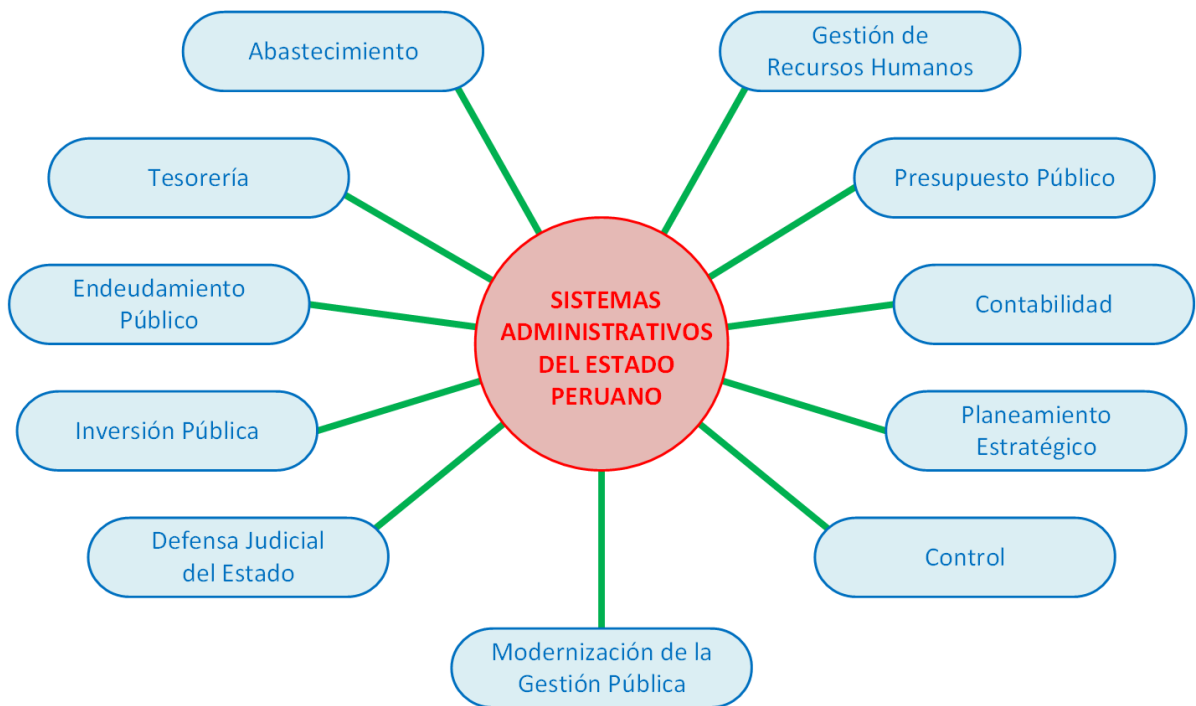 Abastecimiento
Gestión de
Recursos Humanos
Tesorería
Presupuesto Público
Endeudamiento
Público
SISTEMAS
ADMINISTRATIVOS
DEL ESTADO
PERUANO
Contabilidad
Inversión Pública
Planeamiento
Estratégico
Defensa Judicial
del Estado
Control
Modernización de la
Gestión Pública